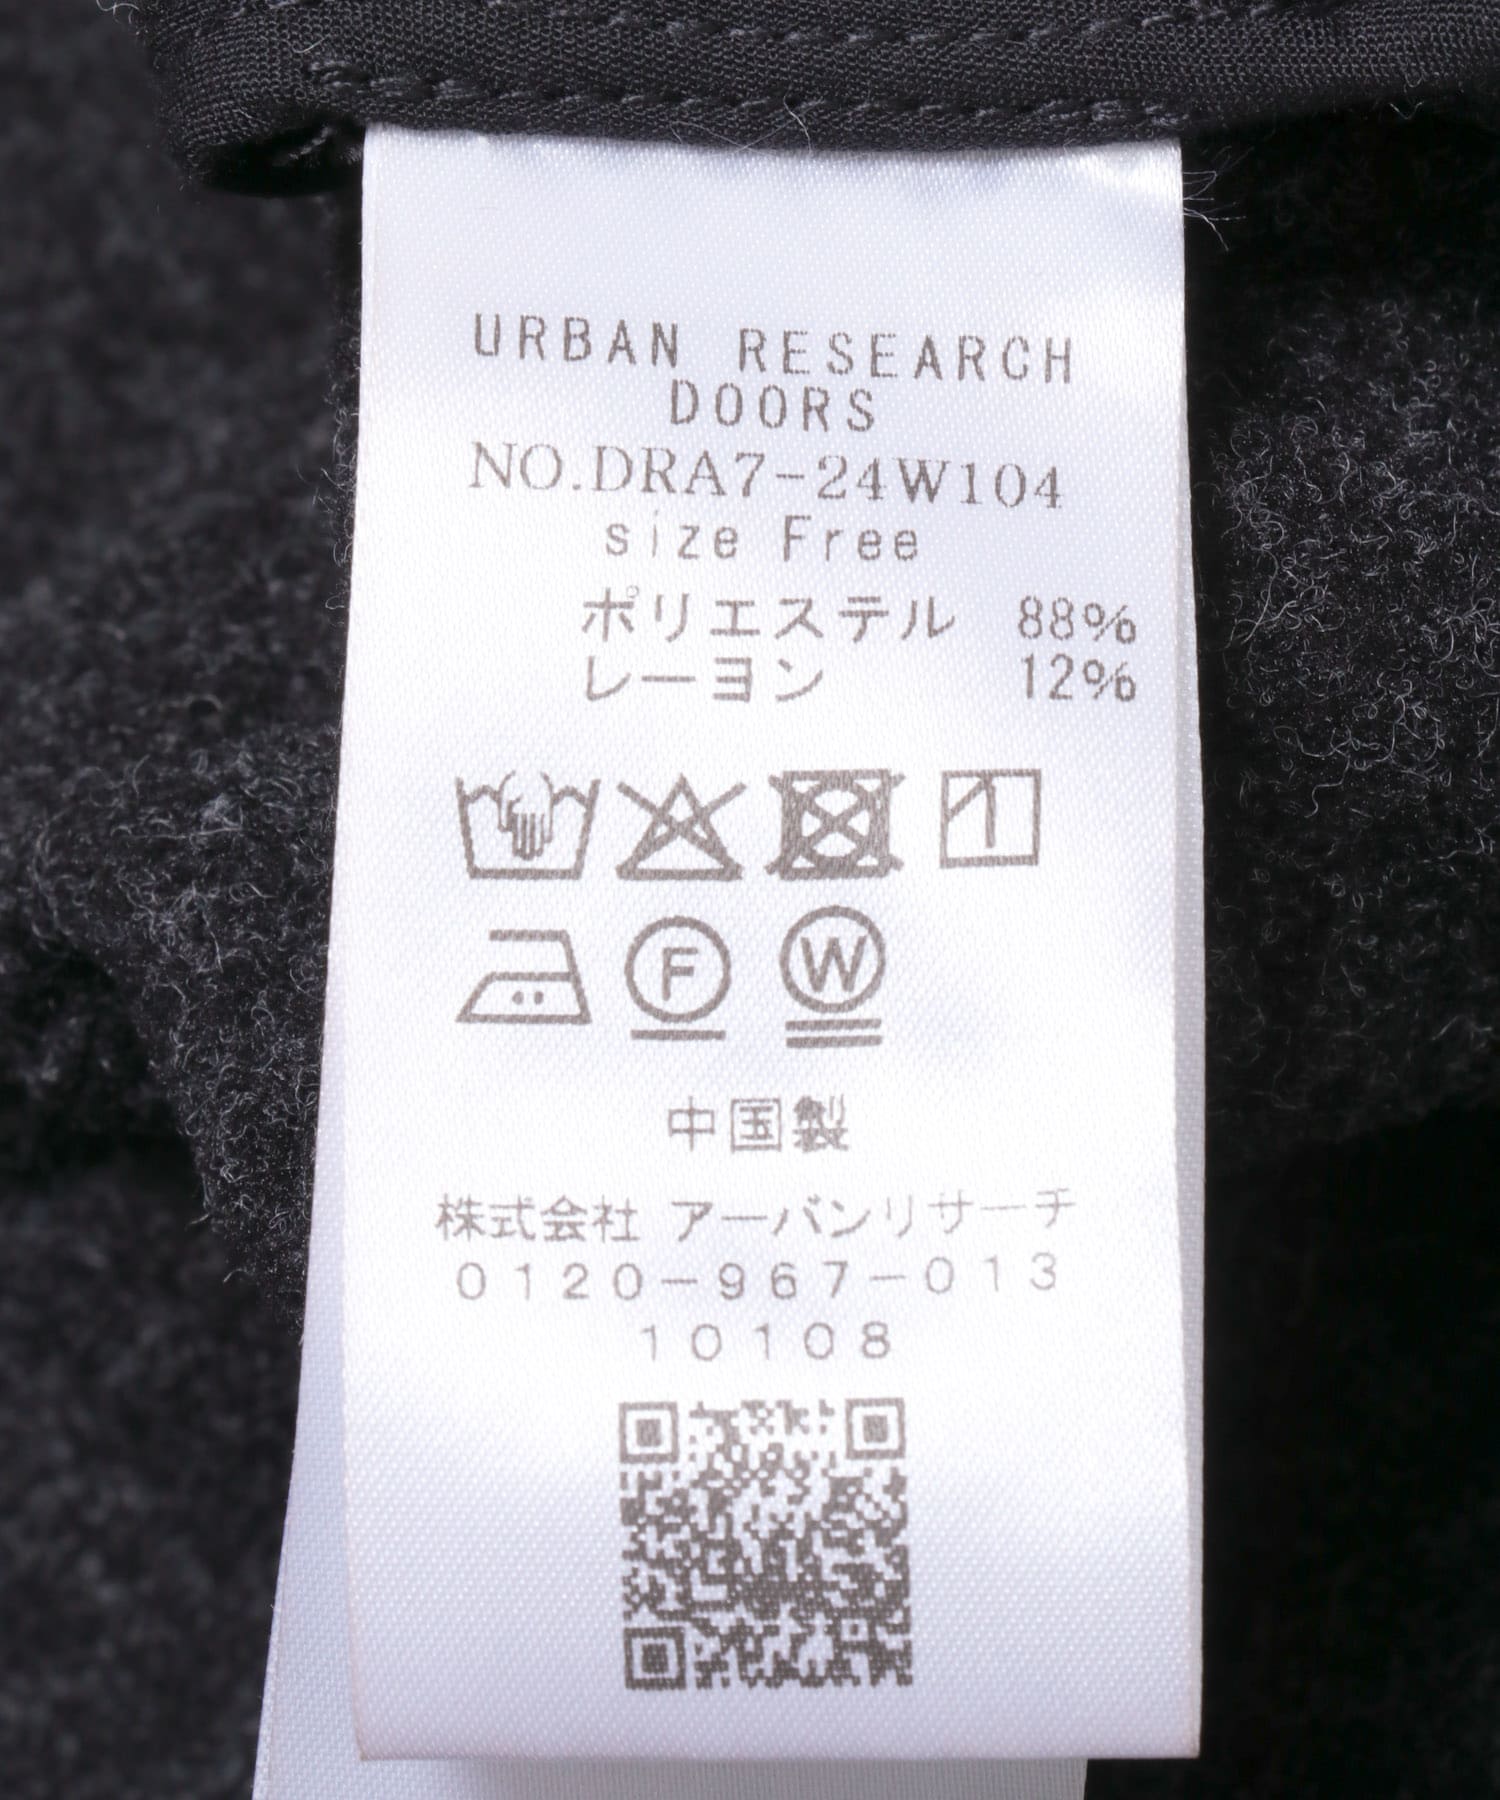 URBAN RESEARCH
DOORS
NO.DRA7-24W104
size Free
ポリエステル 88%
レーヨン 12%
F W
中国製
株式会社 アーバンリサーチ
0120-967-013
10108